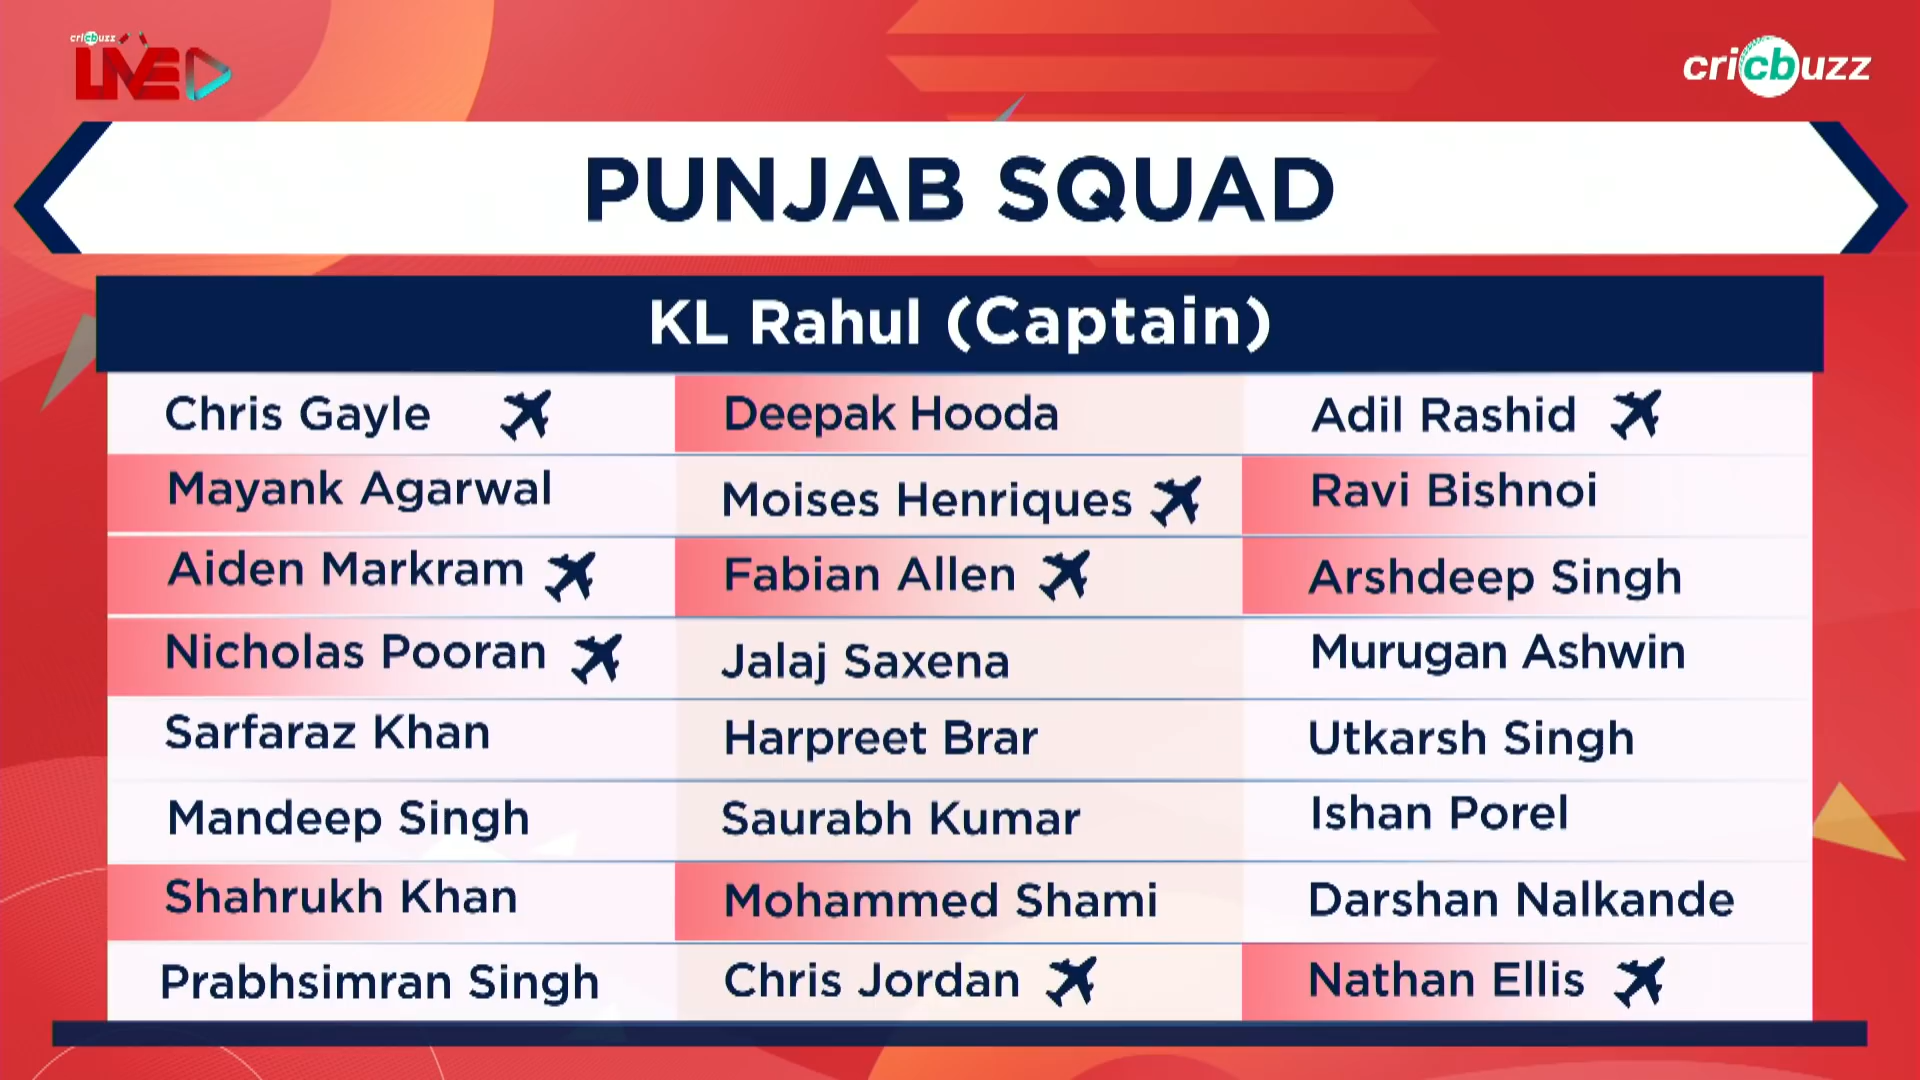 cricbuzz
LIVE
cricbuzz
PUNJAB SQUAD
KL Rahul (Captain)
Chris Gayle
Deepak Hooda
Adil Rashid
Mayank Agarwal
Moises Henriques
Ravi Bishnoi
Aiden Markram
Fabian Allen
Arshdeep Singh
Nicholas Pooran
Jalaj Saxena
Murugan Ashwin
Sarfaraz Khan
Harpreet Brar
Utkarsh Singh
Mandeep Singh
Saurabh Kumar
Ishan Porel
Shahrukh Khan
Mohammed Shami
Darshan Nalkande
Prabhsimran Singh
Chris Jordan
Nathan Ellis